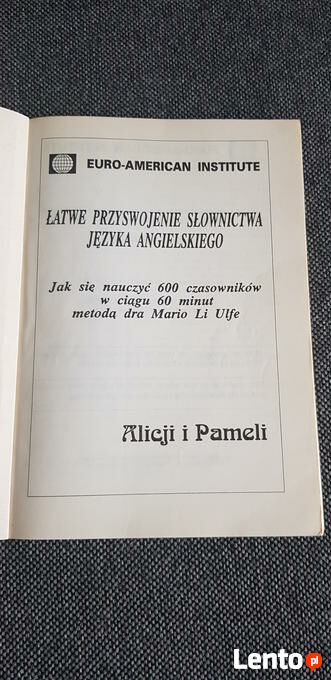 EURO-AMERICAN INSTITUTE
ŁATWE PRZYSWOJENIE SŁOWNICTWA
JĘZYKA ANGIELSKIEGO
Jak się nauczyć 600 czasowników
w ciągu 60 minut
metodą dra Mario Li Ulfe
Alicji i Pameli
Lento.pl